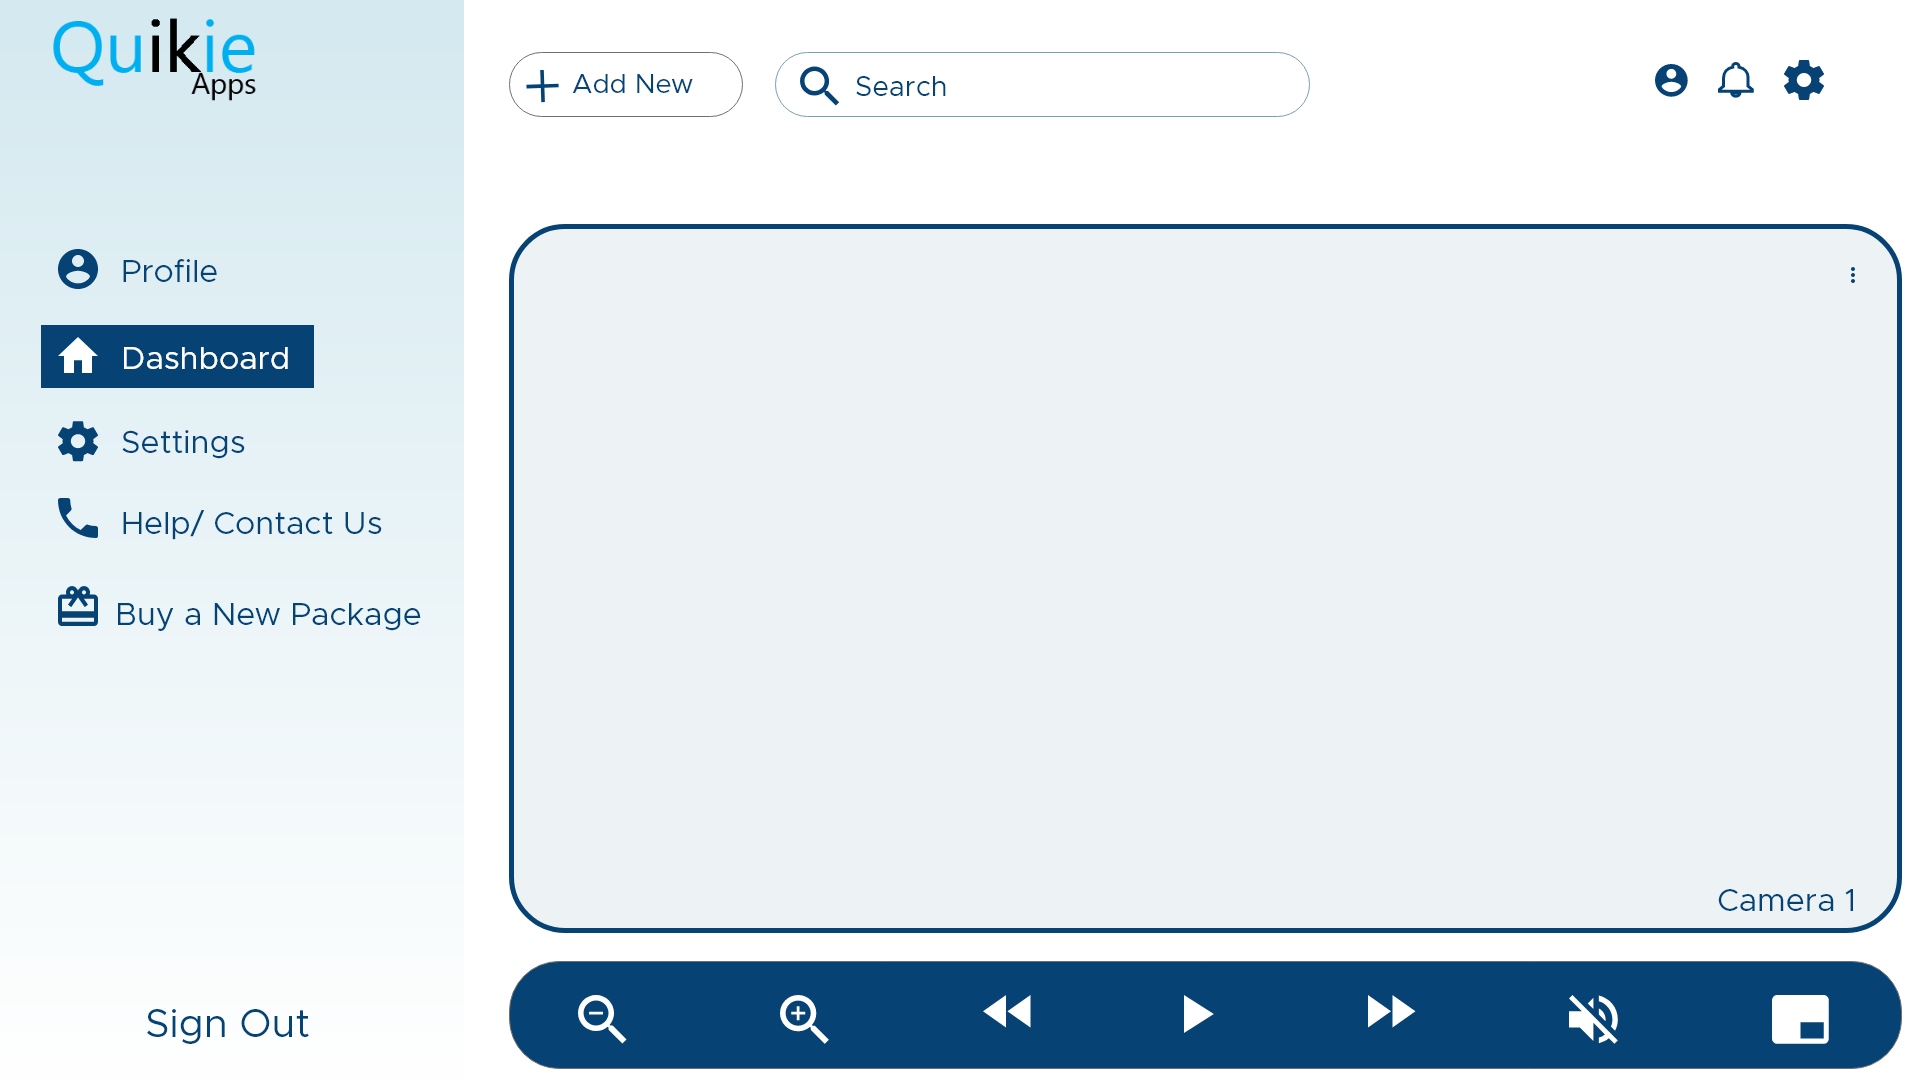 Quikie
Apps
Add New
Search
Profile
Dashboard
Settings
Help/ Contact Us
Buy a New Package
Camera 1
Sign Out